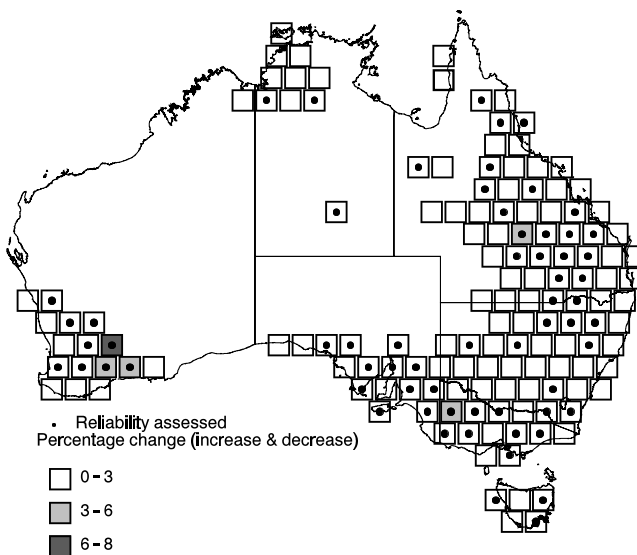 Reliability assessed
Percentage change (increase & decrease)
0 - 3
3 - 6
6 - 8